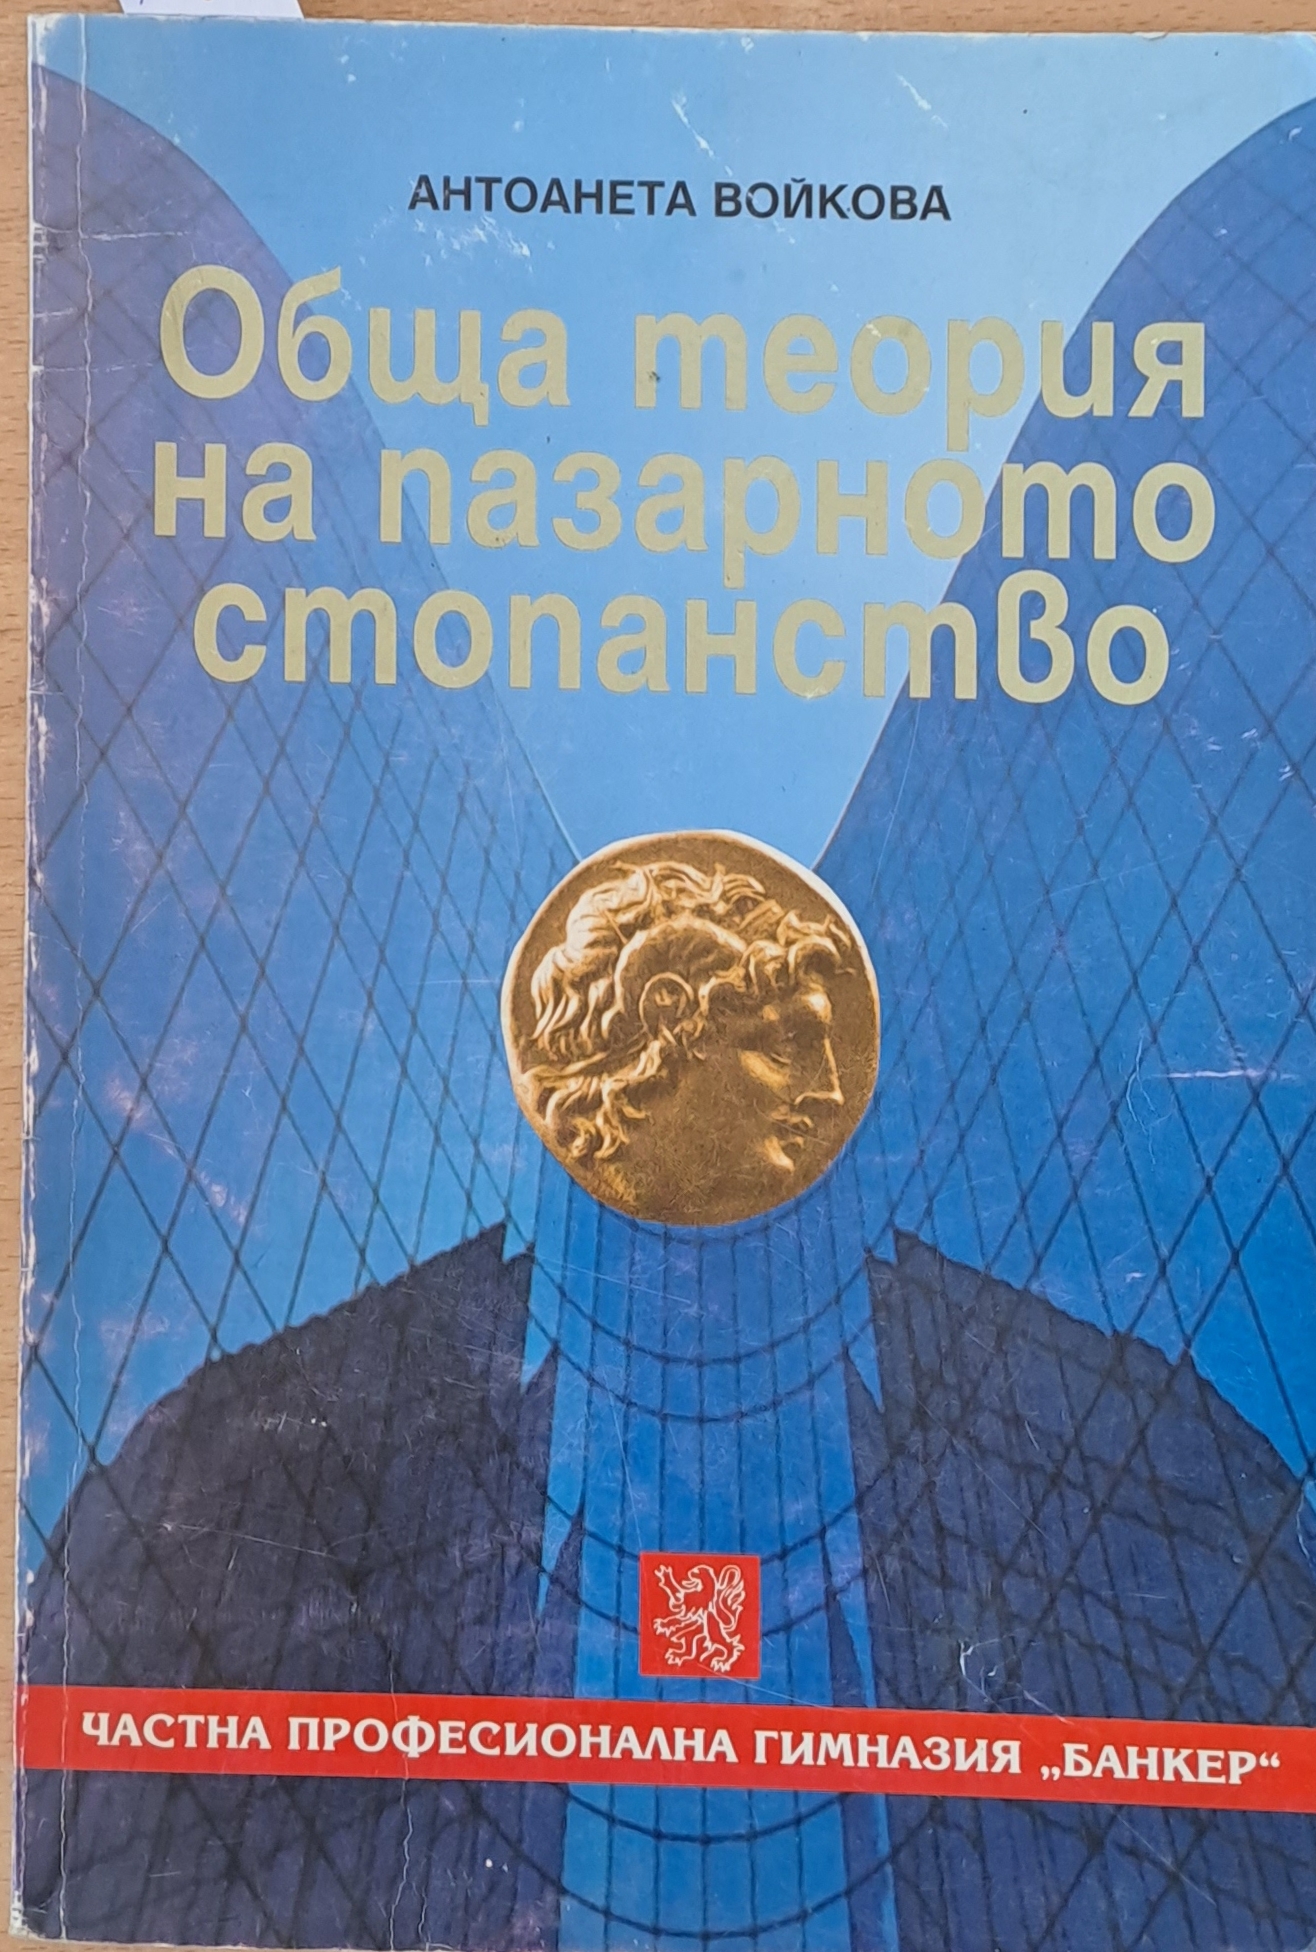 АНТОАНЕТА ВОЙКОВА
Обща теория
на пазарното
стопанство
ЧАСТНА ПРОФЕСИОНАЛНА ГИМНАЗИЯ „БАНКЕР“